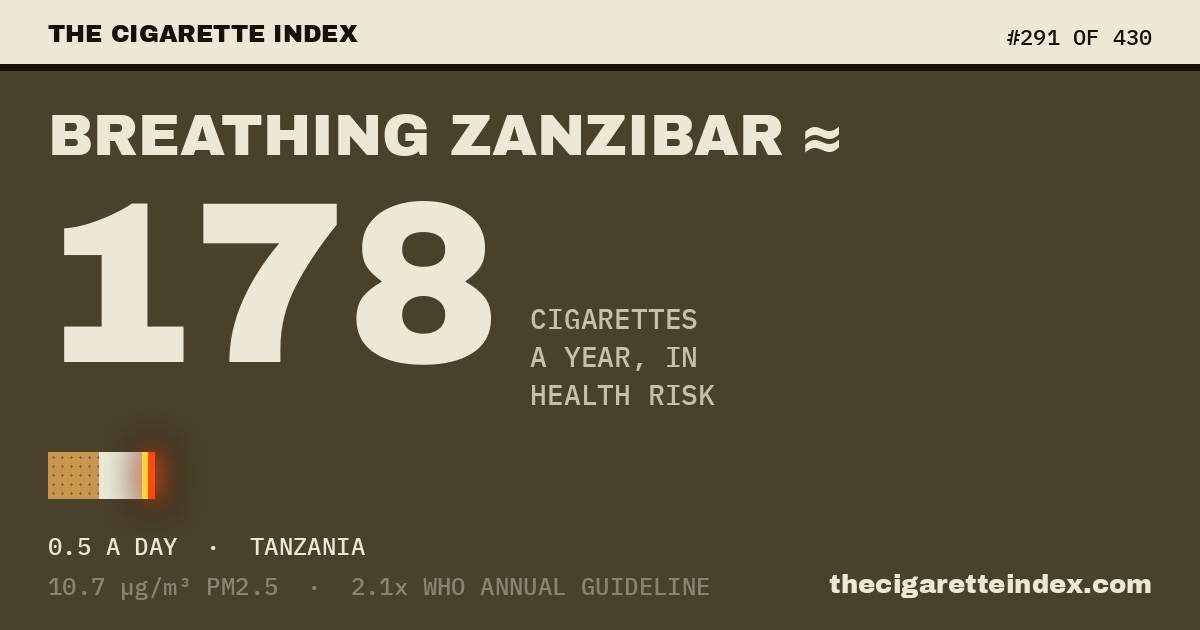 THE CIGARETTE INDEX
#291 OF 430
BREATHING ZANZIBAR ≈
178
CIGARETTES
A YEAR, IN
HEALTH RISK
0.5 A DAY · TANZANIA
10.7 µg/m³ PM2.5 · 2.1x WHO ANNUAL GUIDELINE
thecigaretteindex.com